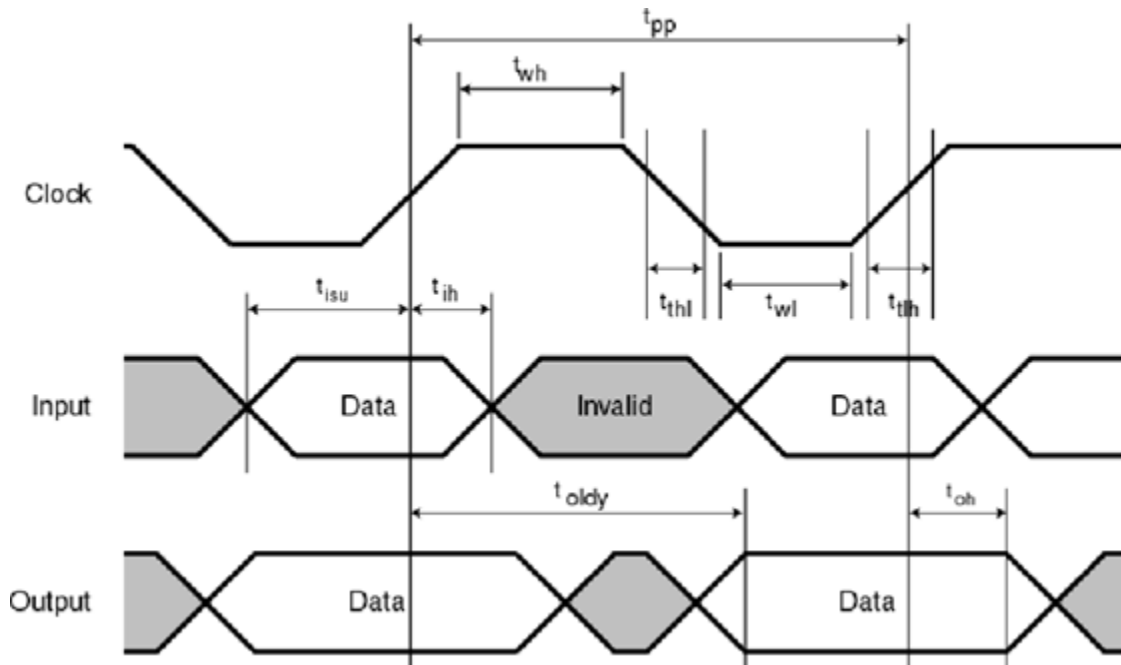 tpp
twh
Clock
tisu
tih
tthl
twl
ttlh
Input
Data
Invalid
Data
toldy
toh
Output
Data
Data